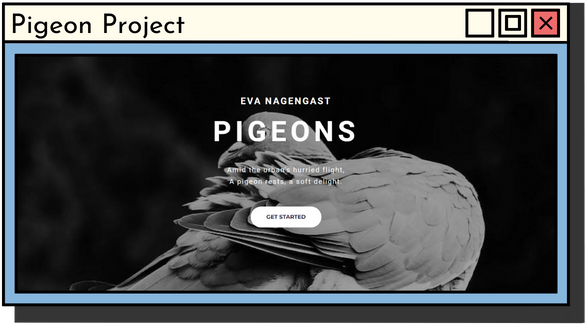 Pigeon Project
EVA NAGENGAST
PIGEONS
Amid the urban's hurried flight,
A pigeon rests, a soft delight.
GET STARTED